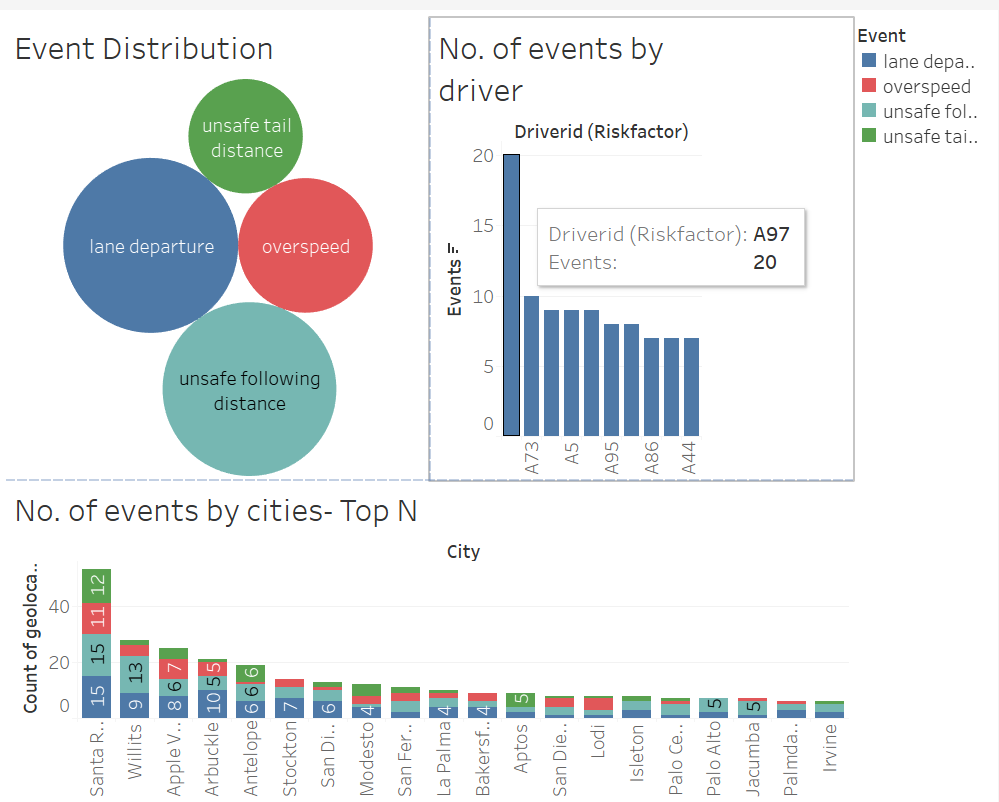 Event Distribution
unsafe tail
distance
lane departure
overspeed
unsafe following
distance
No. of events by
driver
Driverid (Riskfactor)
Events
20
15
10
5
0
Driverid (Riskfactor): A97
Events: 20
A73
A5
A95
A86
A44
Event
lane depa..
overspeed
unsafe fol..
unsafe tai..
No. of events by cities- Top N
City
Count of geoloca..
40
20
0
12
11
15
15
13
9
7
6
8
5
5
10
6
6
6
7
6
4
4
4
5
5
5
Santa R..
Willits
Apple V..
Arbuckle
Antelope
Stockton
San Di..
Modesto
San Fer..
La Palma
Bakersf..
Aptos
San Die..
Lodi
Isleton
Palo Ce..
Palo Alto
Jacumba
Palmda..
Irvine